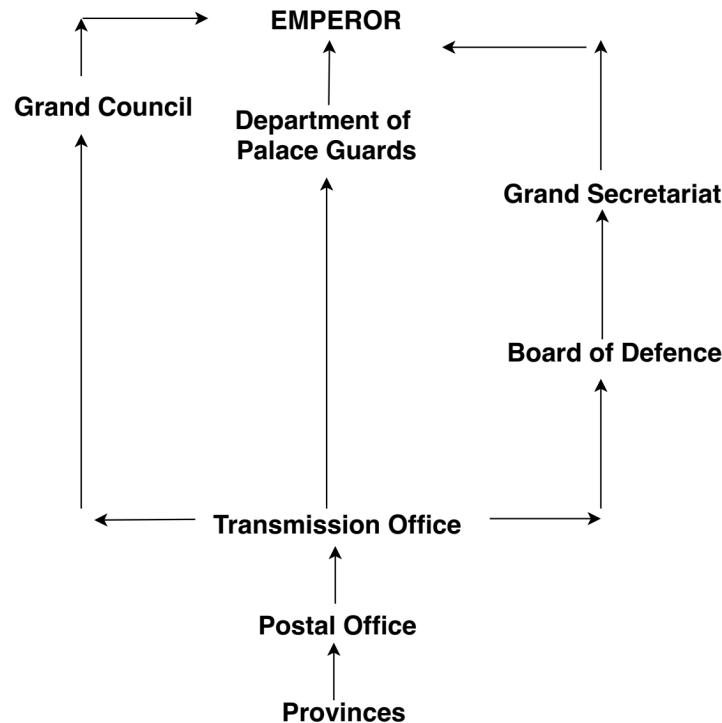 EMPEROR
Grand Council
Department of
Palace Guards
Grand Secretariat
Board of Defence
Transmission Office
Postal Office
Provinces